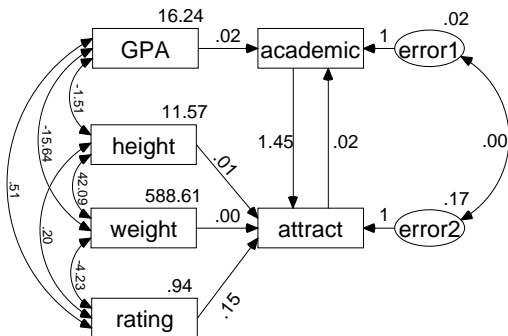 16.24
.02
GPA
.02
academic
1
error1
-1.51
11.57
height
.01
1.45
.02
.00
-15.64
.51
42.09
588.61
.17
weight
.00
attract
1
error2
.20
-4.23
.94
rating
.15